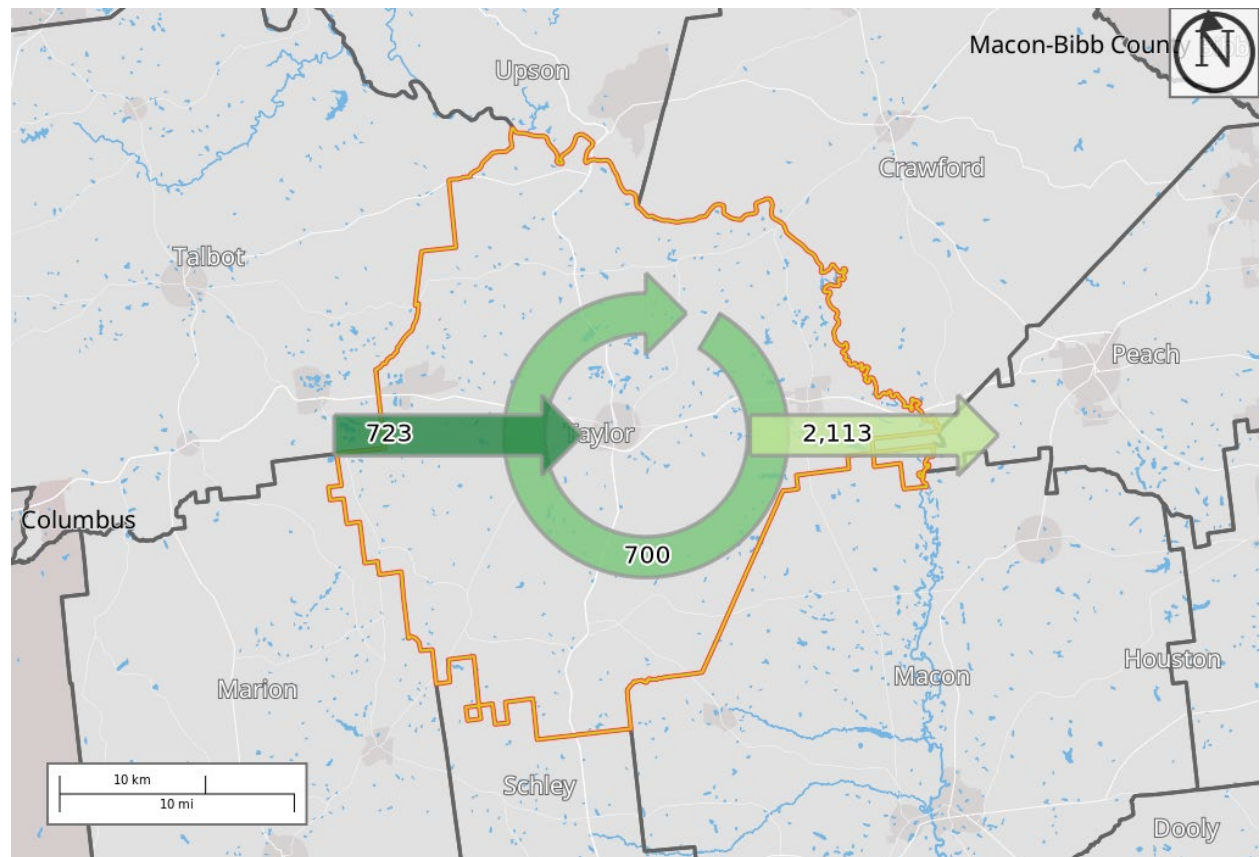 Macon-Bibb County
N
Upson
Crawford
Talbot
Peach
723
Taylor
2,113
Columbus
700
Marion
Macon
Houston
10 km
10 mi
Schley
Dooly